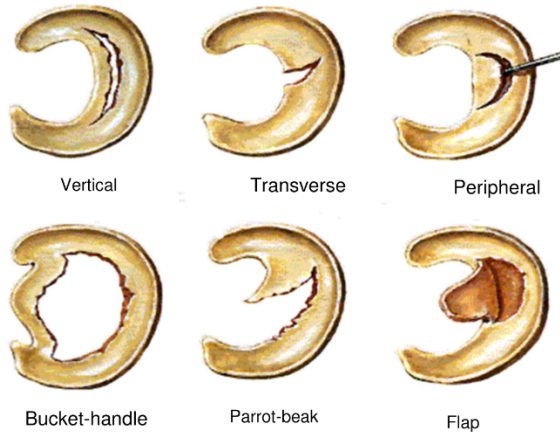 Vertical
Transverse
Peripheral
Bucket-handle
Parrot-beak
Flap